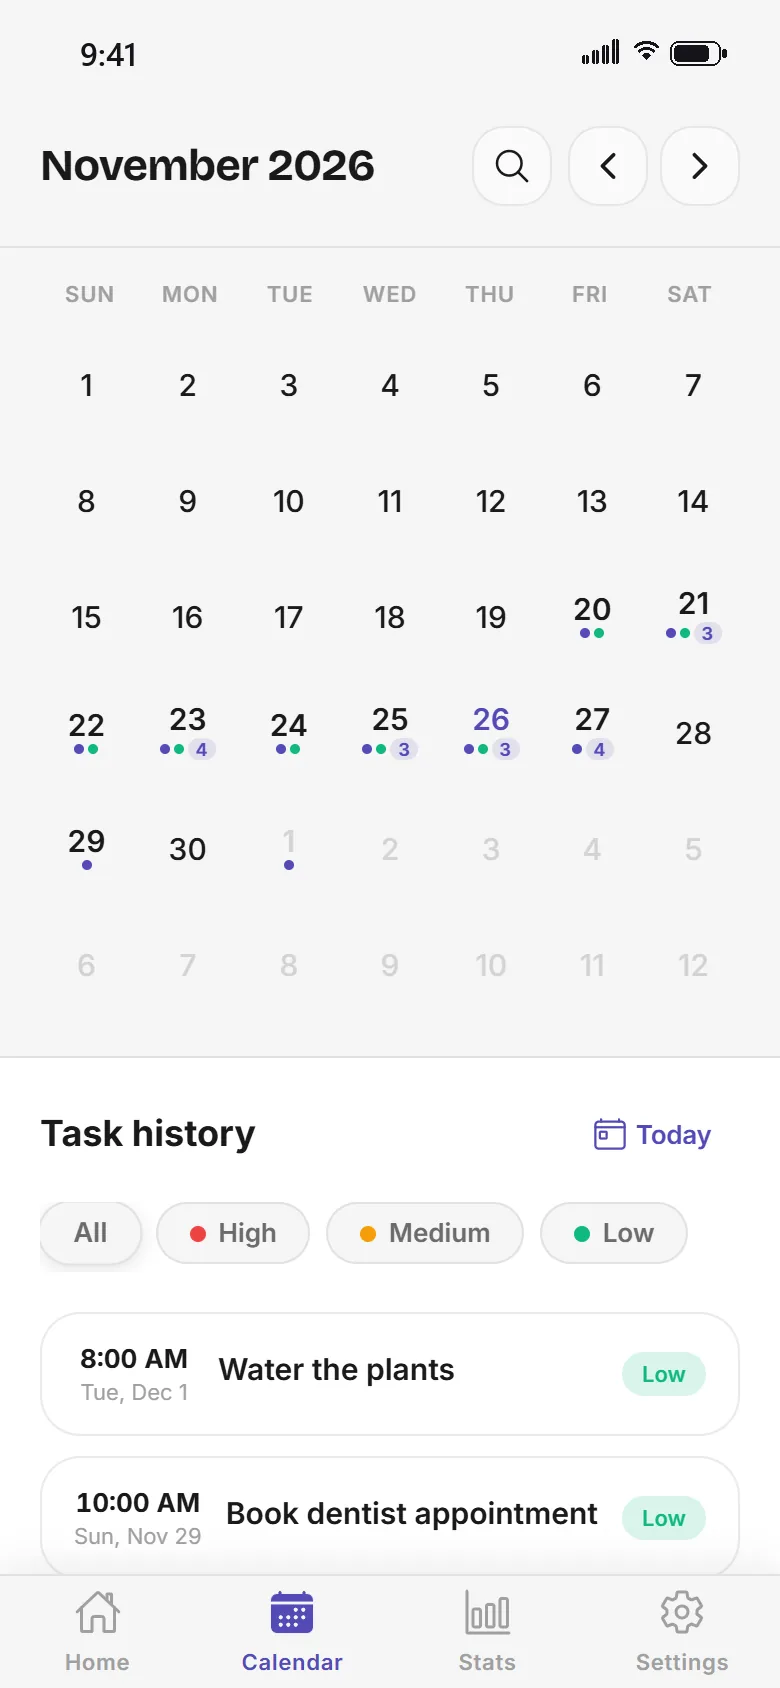 9:41
November 2026
SUN MON TUE WED THU FRI SAT
1 2 3 4 5 6 7
8 9 10 11 12 13 14
15 16 17 18 19 20 21
3
22 23 24 25 26 27 28
4 3 3 4
29 30 1 2 3 4 5
6 7 8 9 10 11 12
Task history
Today
All High Medium Low
8:00 AM
Tue, Dec 1
Water the plants
Low
10:00 AM
Sun, Nov 29
Book dentist appointment
Low
Home Calendar Stats Settings